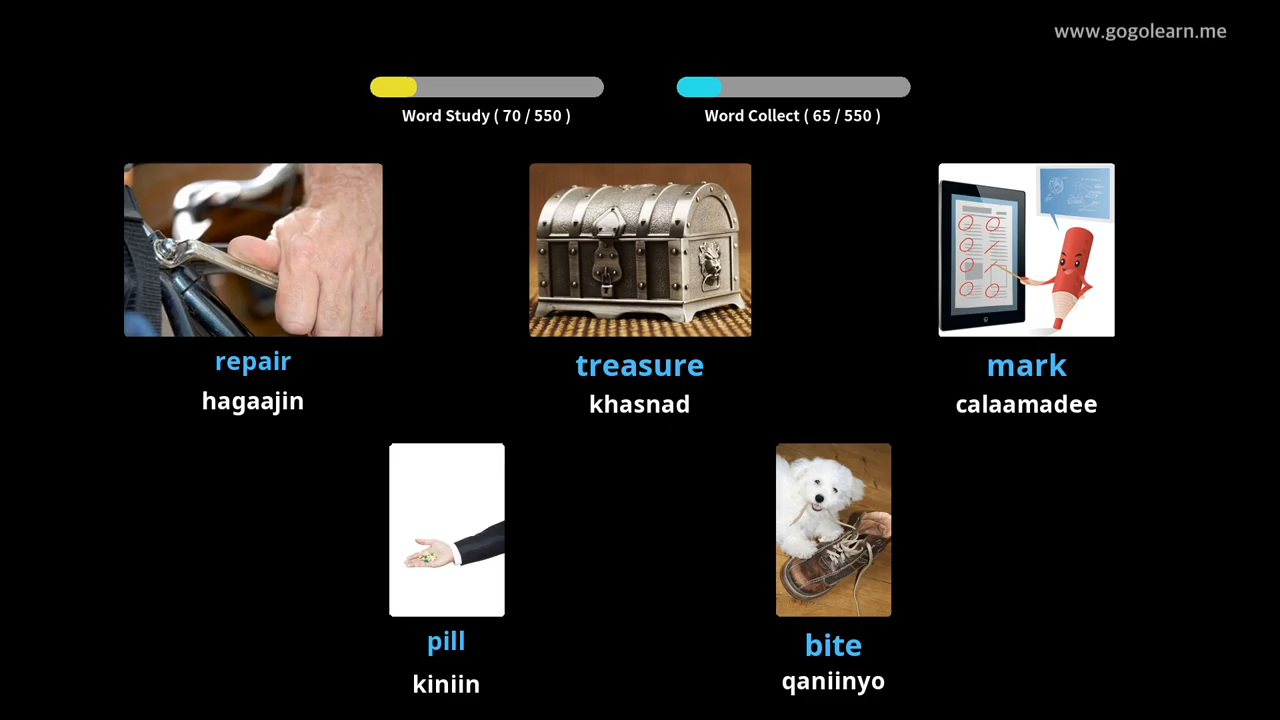 www.gogolearn.me
Word Study ( 70 / 550 )
Word Collect ( 65 / 550 )
repair
hagaajin
treasure
khasnad
mark
calaamadee
pill
kiniin
bite
qaniinyo